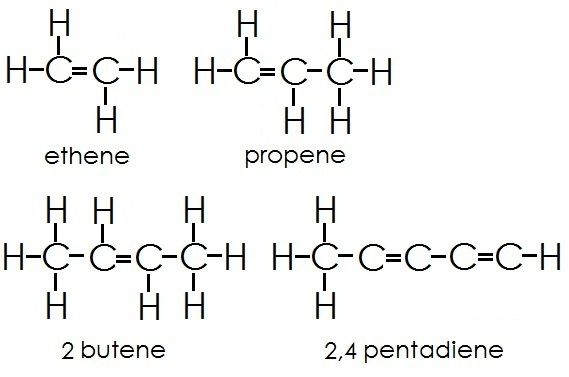 H H H
H-C=C-H H-C=C-C-H
H H H
ethene propene
H H H H
H-C-C=C-C-H H-C-C=C-C=C-H
H H H H
2 butene 2,4 pentadiene